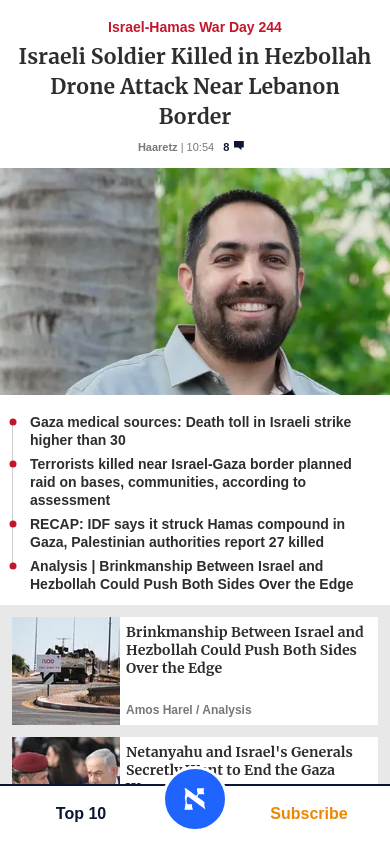 Israel-Hamas War Day 244
Israeli Soldier Killed in Hezbollah
Drone Attack Near Lebanon
Border
Haaretz | 10:54 8
Gaza medical sources: Death toll in Israeli strike
higher than 30
Terrorists killed near Israel-Gaza border planned
raid on bases, communities, according to
assessment
RECAP: IDF says it struck Hamas compound in
Gaza, Palestinian authorities report 27 killed
Analysis | Brinkmanship Between Israel and
Hezbollah Could Push Both Sides Over the Edge
Brinkmanship Between Israel and
Hezbollah Could Push Both Sides
Over the Edge
Amos Harel / Analysis
Netanyahu and Israel's Generals
Secretly Want to End the Gaza
Top 10
Subscribe